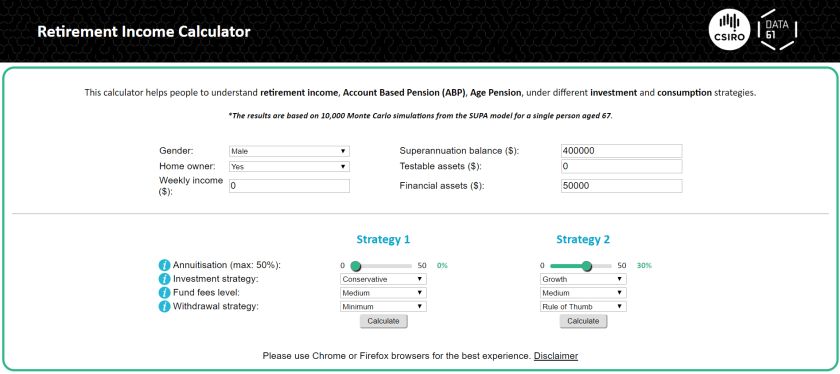 Retirement Income Calculator
CSIRO
DATA
61
This calculator helps people to understand retirement income, Account Based Pension (ABP), Age Pension, under different investment and consumption strategies.
*The results are based on 10,000 Monte Carlo simulations from the SUPA model for a single person aged 67.
Gender: Male Superannuation balance ($): 400000
Home owner: Yes Testable assets ($): 0
Weekly income
($): 0 Financial assets ($): 50000
Strategy 1 Strategy 2
Annuitisation (max: 50%): 0 50 0% 0 50 30%
Investment strategy: Conservative Growth
Fund fees level: Medium Medium
Withdrawal strategy: Minimum Rule of Thumb
Calculate Calculate
Please use Chrome or Firefox browsers for the best experience. Disclaimer